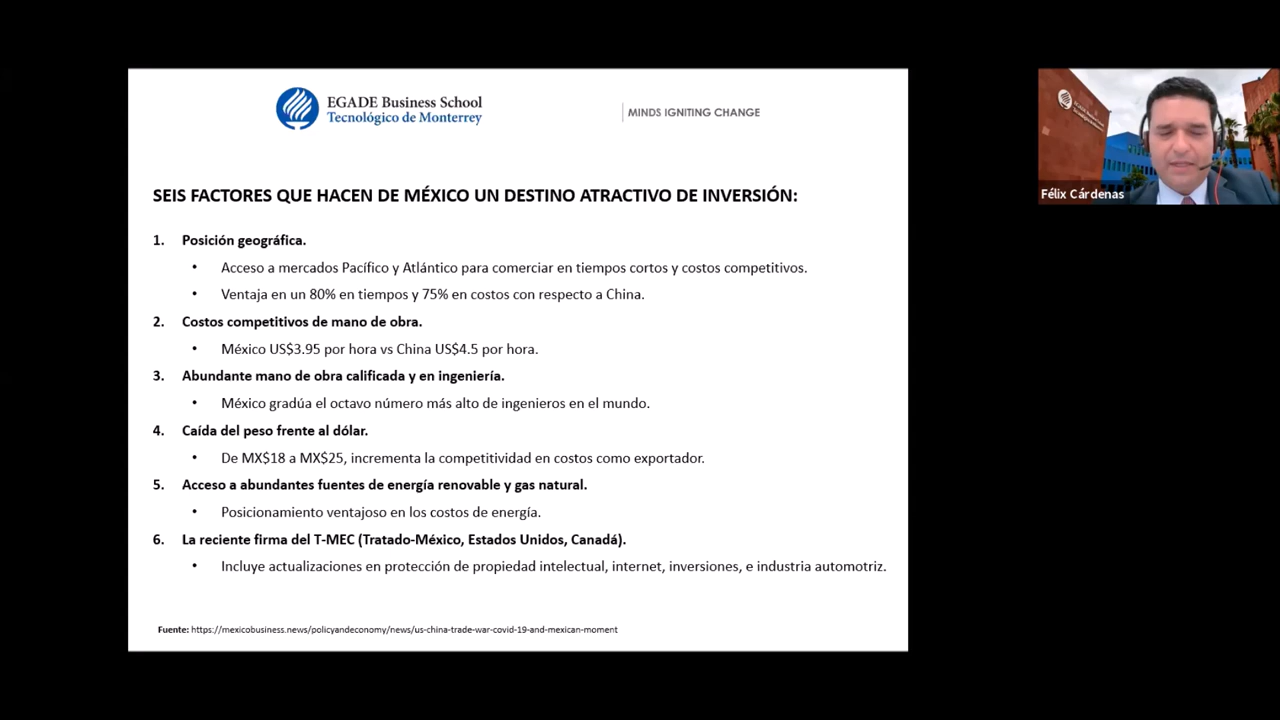 EGADE Business School
Tecnológico de Monterrey
MINDS IGNITING CHANGE
SEIS FACTORES QUE HACEN DE MÉXICO UN DESTINO ATRACTIVO DE INVERSIÓN:
1. Posición geográfica.
• Acceso a mercados Pacífico y Atlántico para comerciar en tiempos cortos y costos competitivos.
• Ventaja en un 80% en tiempos y 75% en costos con respecto a China.
2. Costos competitivos de mano de obra.
• México US$3.95 por hora vs China US$4.5 por hora.
3. Abundante mano de obra calificada y en ingeniería.
• México gradúa el octavo número más alto de ingenieros en el mundo.
4. Caída del peso frente al dólar.
• De MX$18 a MX$25, incrementa la competitividad en costos como exportador.
5. Acceso a abundantes fuentes de energía renovable y gas natural.
• Posicionamiento ventajoso en los costos de energía.
6. La reciente firma del T-MEC (Tratado-México, Estados Unidos, Canadá).
• Incluye actualizaciones en protección de propiedad intelectual, internet, inversiones, e industria automotriz.
Fuente: https://mexicobusiness.news/policyandeconomy/news/us-china-trade-war-covid-19-and-mexican-moment
Félix Cárdenas